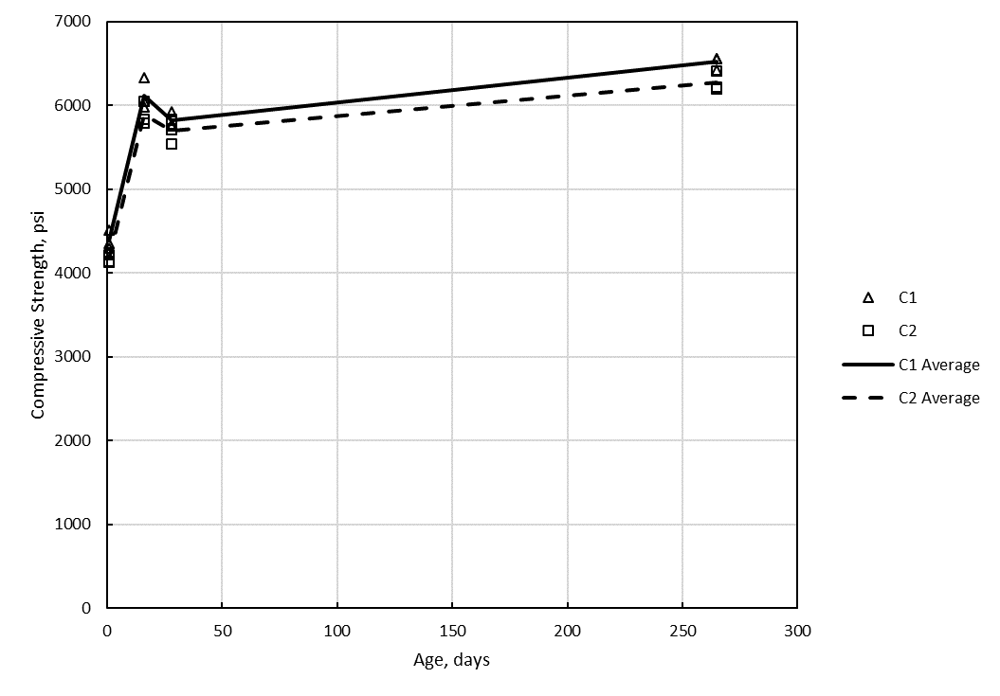 7000
6000
5000
4000
3000
2000
1000
0
Compressive Strength, psi
0 50 100 150 200 250 300
Age, days
C1
C2
C1 Average
C2 Average